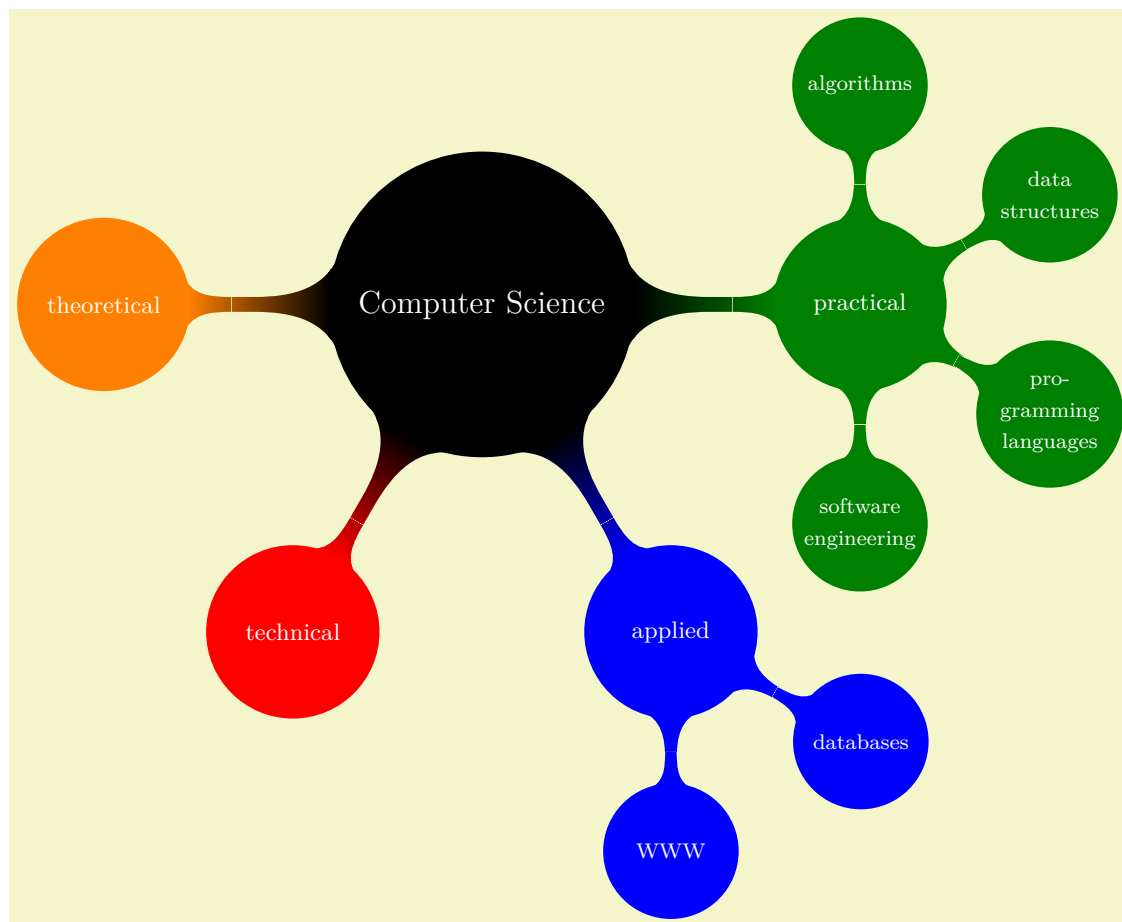 algorithms
data
structures
theoretical
Computer Science
practical
pro-
gramming
languages
software
engineering
technical
applied
databases
WWW